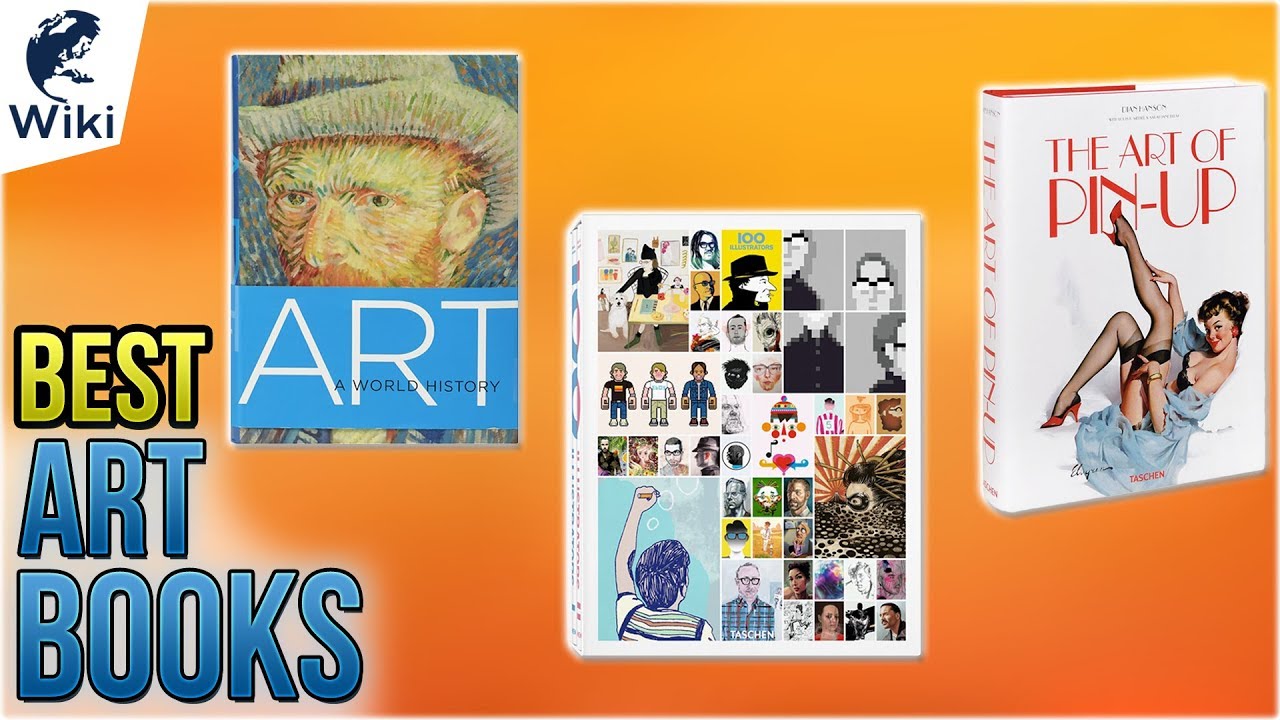 Wiki
BEST
ART
BOOKS
ART
A WORLD HISTORY
100
ILLUSTRATORS
TASCHEN
DIAN HANSON
THE ART OF
PIN-UP
THE ART OF PIN-UP
TASCHEN
TASCHEN